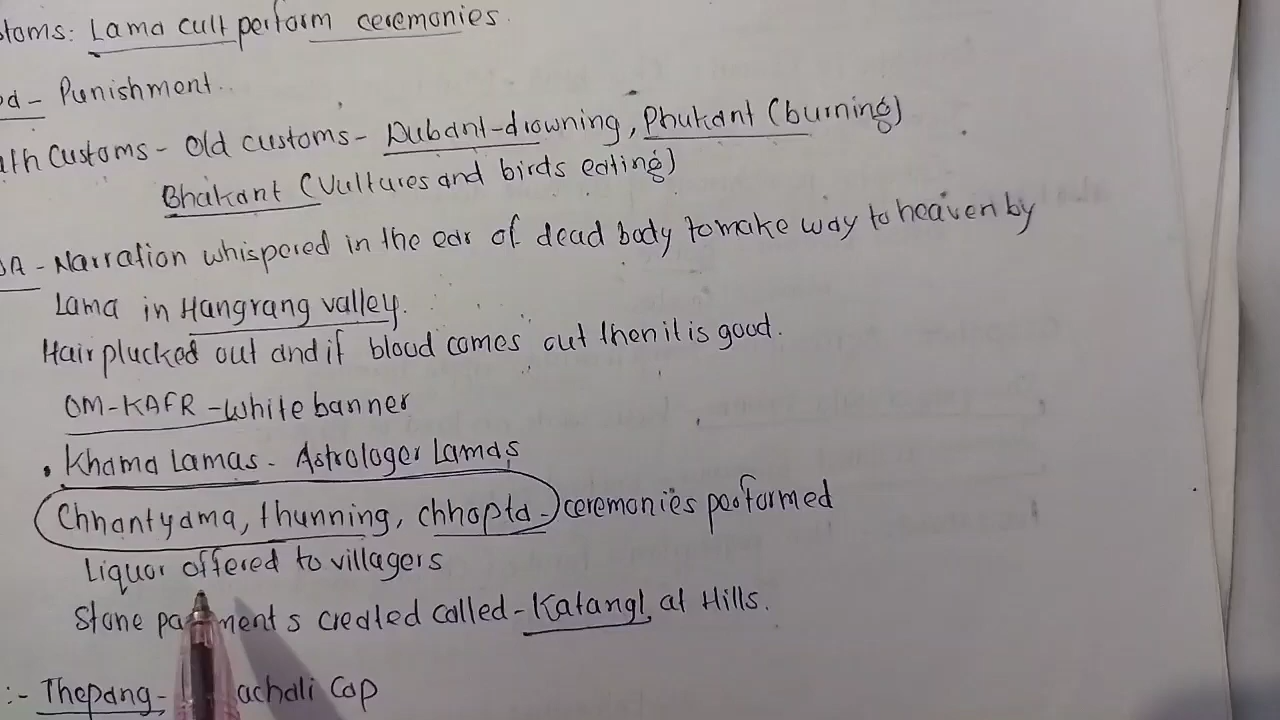 toms: Lama cult perform ceremonies.
d - Punishment..
th Customs - Old customs - Dubant-drowning, Phukant (burning)
Bhakant (Vultures and birds eating)
A - Narration whispered in the ear of dead body to make way to heaven by
Lama in Hangrang valley.
Hair plucked out and if blood comes out then it is good.
OM-KAFR - white banner
. Khama Lamas - Astrologer Lamas
Chhantyama, thunning, chhopta - ceremonies performed
Liquor offered to villagers
Stone created called - Katangl, at Hills.
:- Thepang - achali Cap